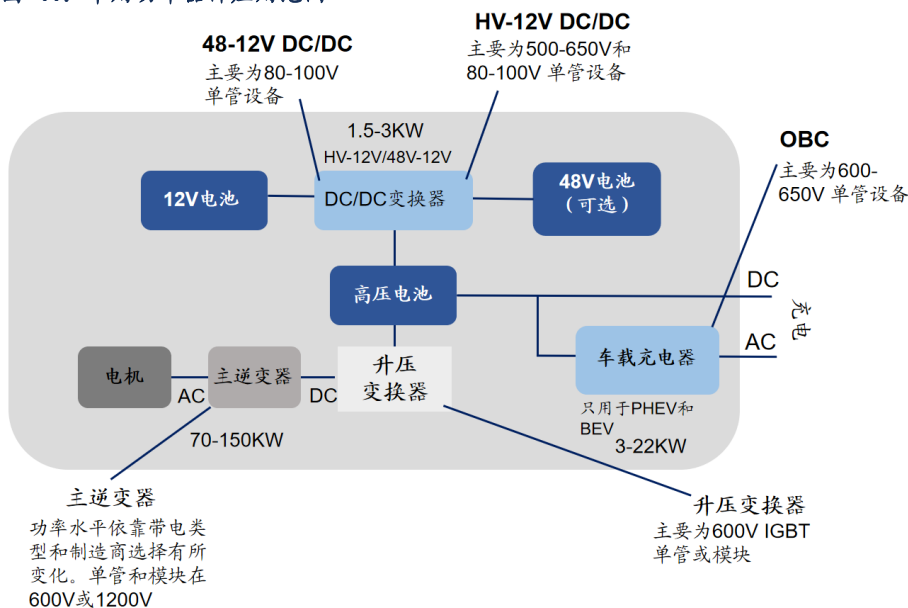 HV-12V DC/DC
主要为500-650V和
80-100V 单管设备
48-12V DC/DC
主要为80-100V
单管设备
OBC
主要为600-
650V 单管设备
1.5-3KW
HV-12V/48V-12V
12V电池
DC/DC变换器
48V电池
（可选）
高压电池
DC
充电
AC
电机
AC
主逆变器
DC
升压
变换器
车载充电器
只用于PHEV和
BEV
3-22KW
70-150KW
主逆变器
功率水平依靠带电类
型和制造商选择有所
变化。单管和模块在
600V或1200V
升压变换器
主要为600V IGBT
单管或模块